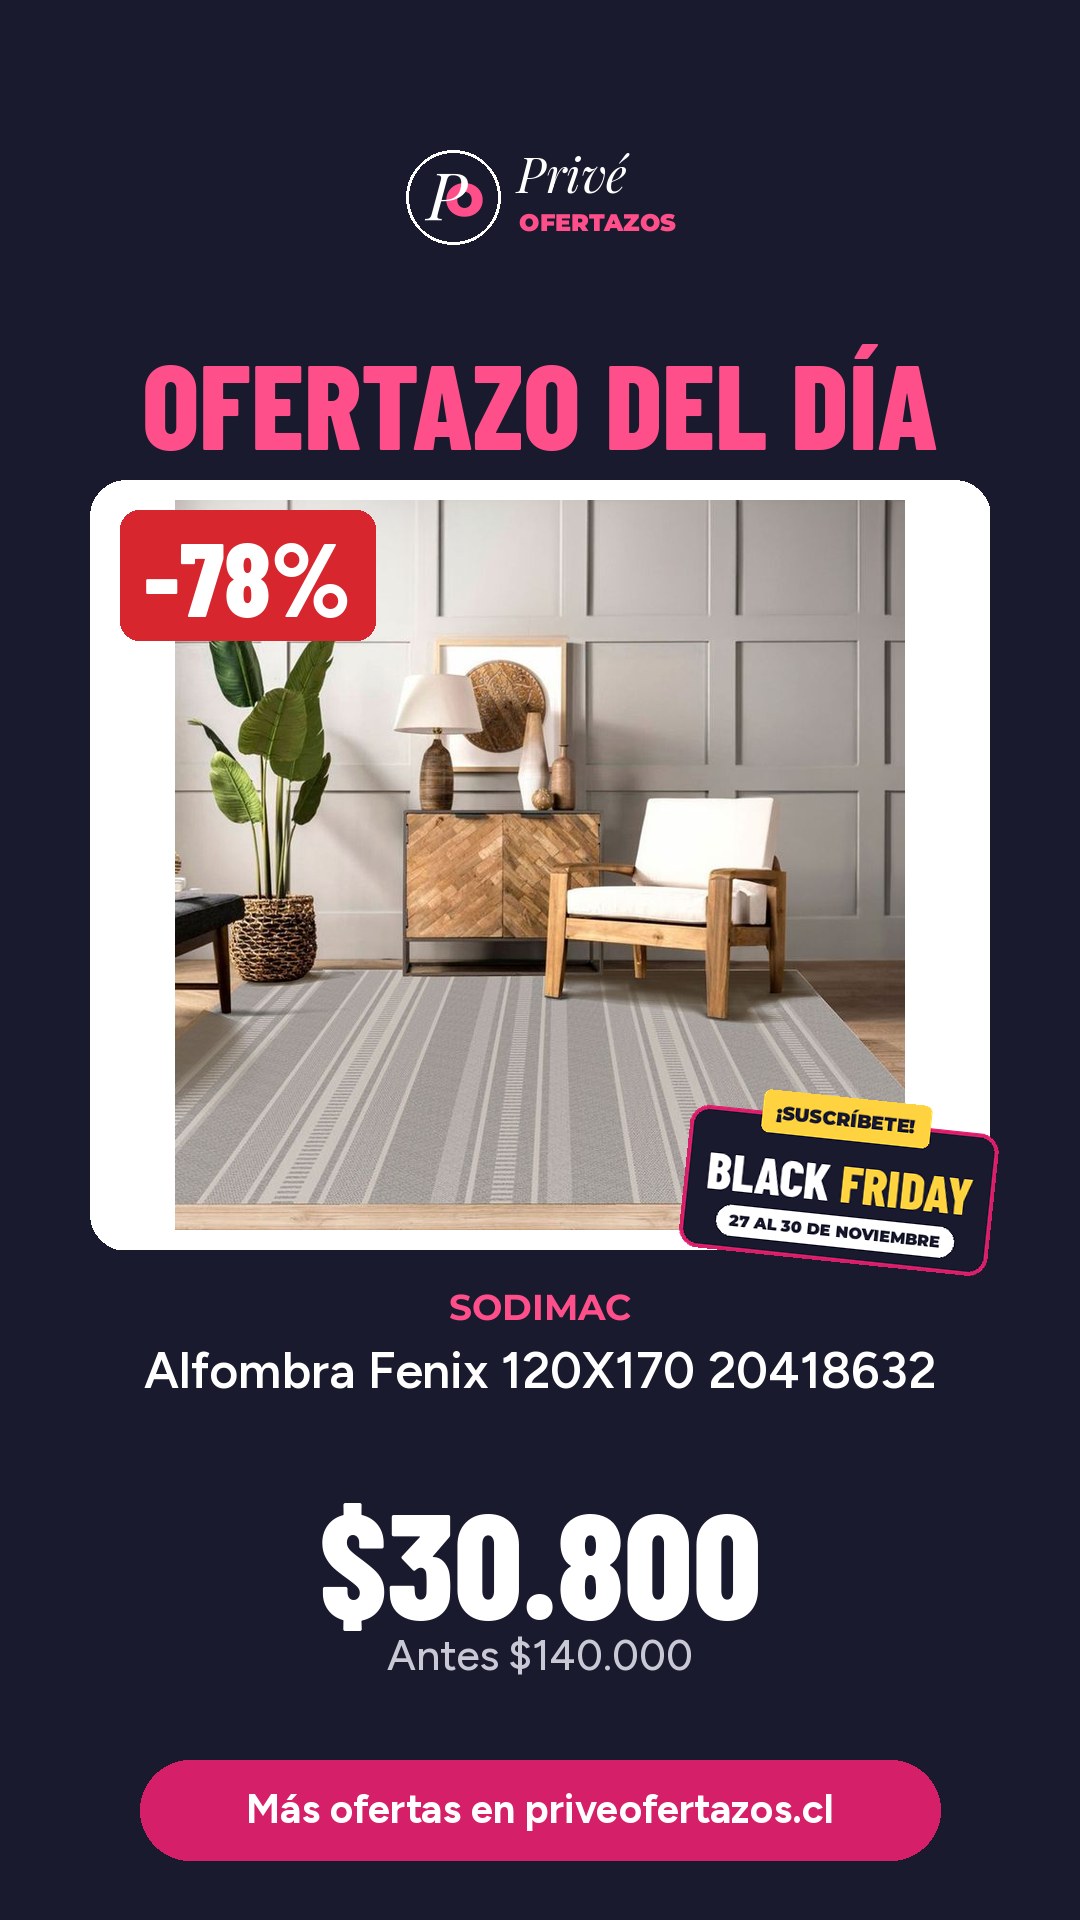 PO
Privé
OFERTAZOS
OFERTAZO DEL DÍA
-78%
¡SUSCRÍBETE!
BLACK FRIDAY
27 AL 30 DE NOVIEMBRE
SODIMAC
Alfombra Fenix 120X170 20418632
$30.800
Antes $140.000
Más ofertas en priveofertazos.cl